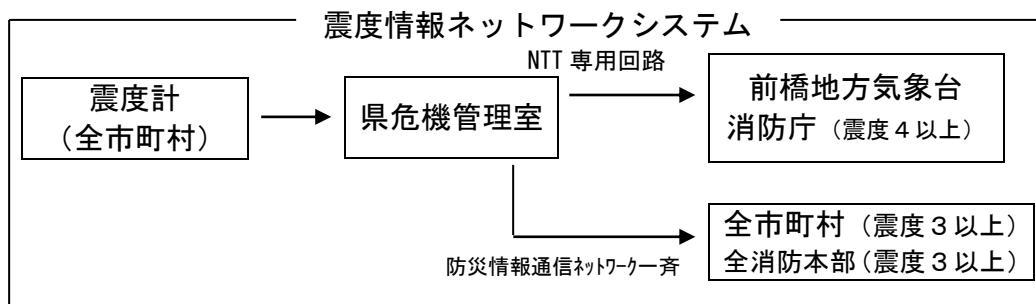 震度情報ネットワークシステム
NTT 専用回路
震度計
（全市町村）
県危機管理室
前橋地方気象台
消防庁（震度４以上）
全市町村（震度３以上）
全消防本部（震度３以上）
防災情報通信ﾈｯﾄﾜｰｸ一斉